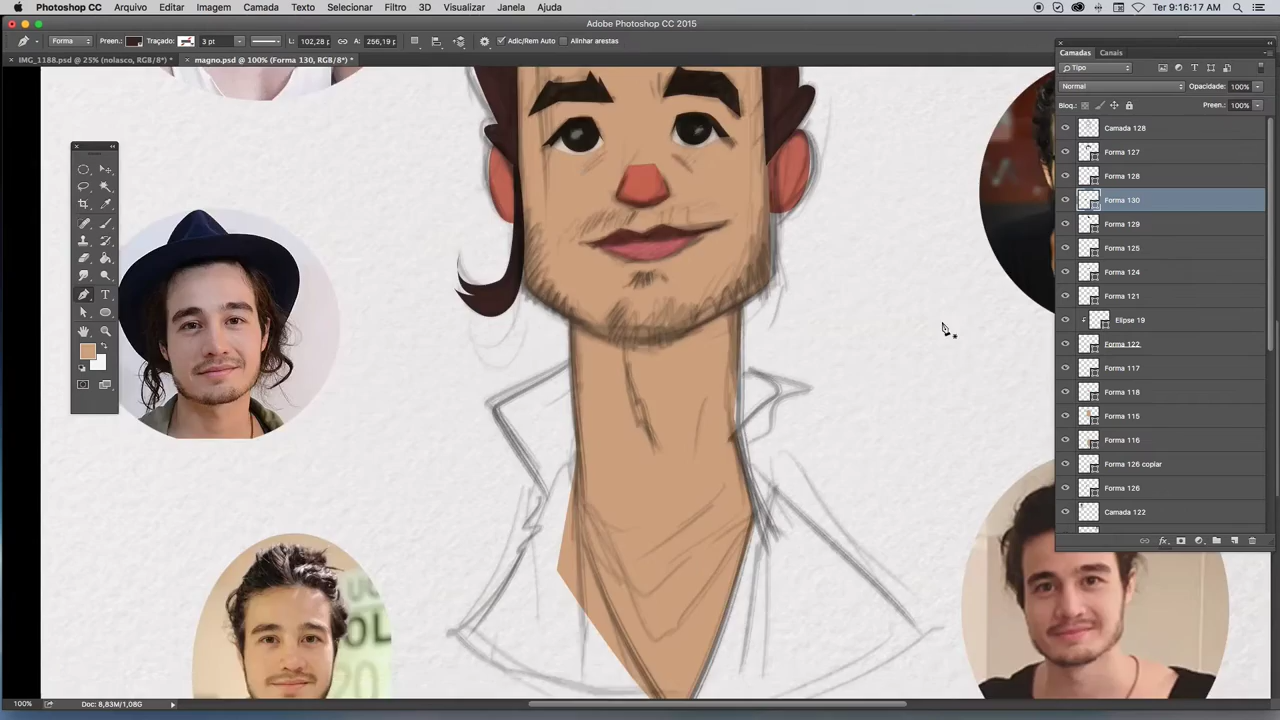 Photoshop CC Arquivo Editar Imagem Camada Texto Seleccionar Filtro 3D Visualizar Janela Ajuda Ter 9:16:17 AM
Adobe Photoshop CC 2015
Forma Preen.: Traçado: 3 pt L: 102,28 p A: 256,19 Adic/Rem Auto Alinhar arestas
IMG_1188.psd @ 25% (nolasco, RGB/8*) * magno.psd @ 100% (Forma 130, RGB/8*) *
Camadas Canais
Tipo
Normal Opacidade: 100%
Bloq.: Preen.: 100%
Camada 128
Forma 127
Forma 128
Forma 130
Forma 129
Forma 125
Forma 124
Forma 121
Elipse 19
Forma 122
Forma 117
Forma 118
Forma 115
Forma 116
Forma 126 copiar
Forma 126
Camada 122
fx
OL
20
100% Doc: 8,83M/1,08G